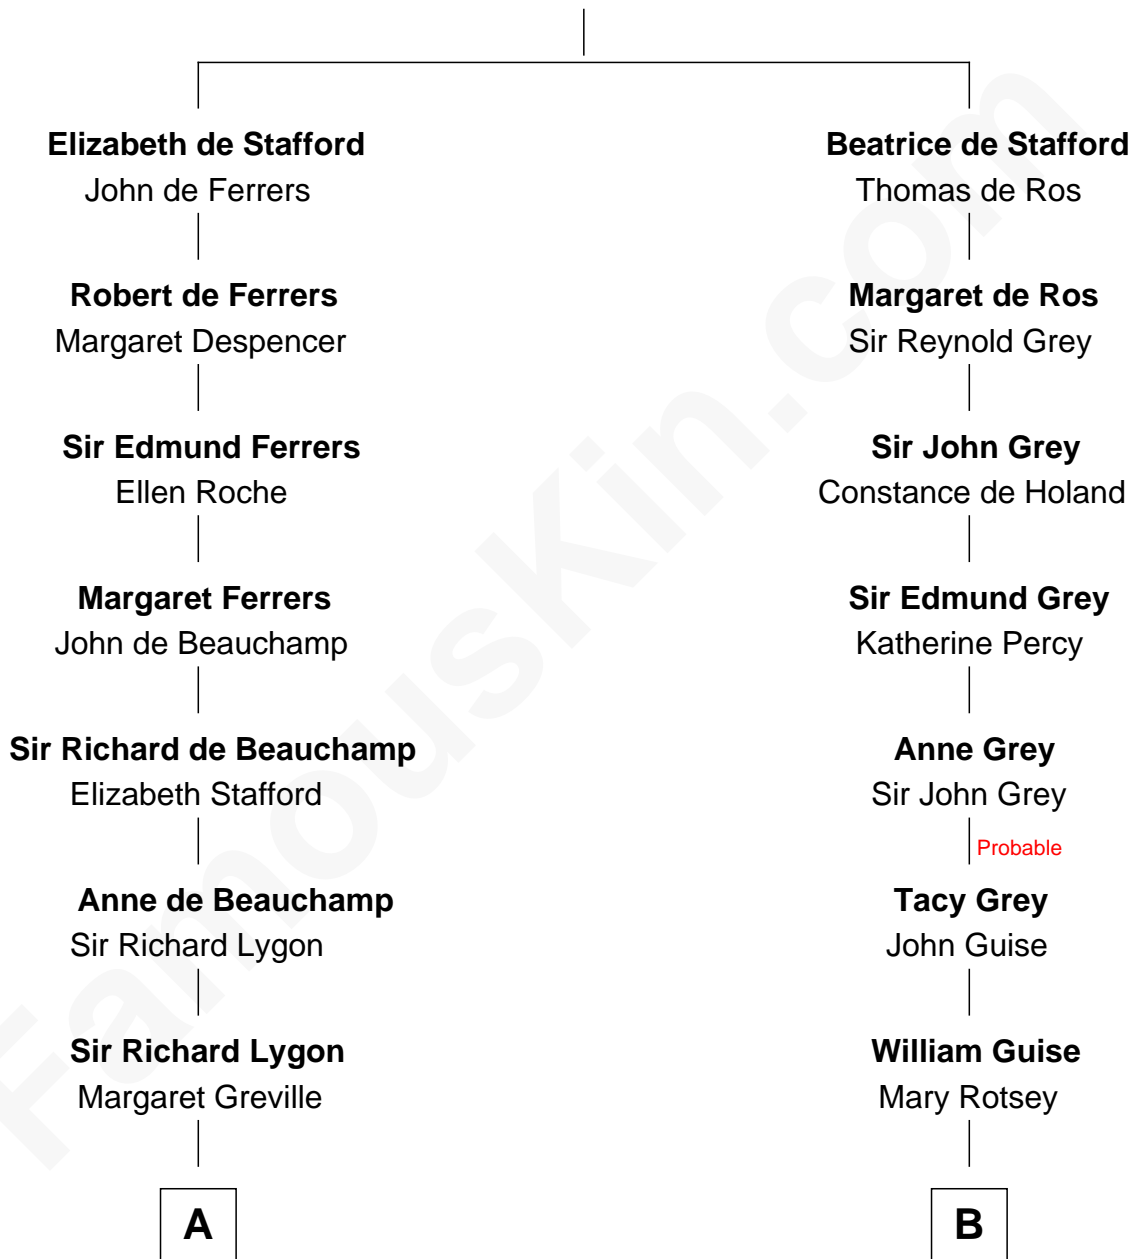 Elizabeth de Stafford
John de Ferrers
Robert de Ferrers
Margaret Despencer
Sir Edmund Ferrers
Ellen Roche
Margaret Ferrers
John de Beauchamp
Sir Richard de Beauchamp
Elizabeth Stafford
Anne de Beauchamp
Sir Richard Lygon
Sir Richard Lygon
Margaret Greville
A
Beatrice de Stafford
Thomas de Ros
Margaret de Ros
Sir Reynold Grey
Sir John Grey
Constance de Holand
Sir Edmund Grey
Katherine Percy
Anne Grey
Sir John Grey
Probable
Tacy Grey
John Guise
William Guise
Mary Rotsey
B
FamousKin.com